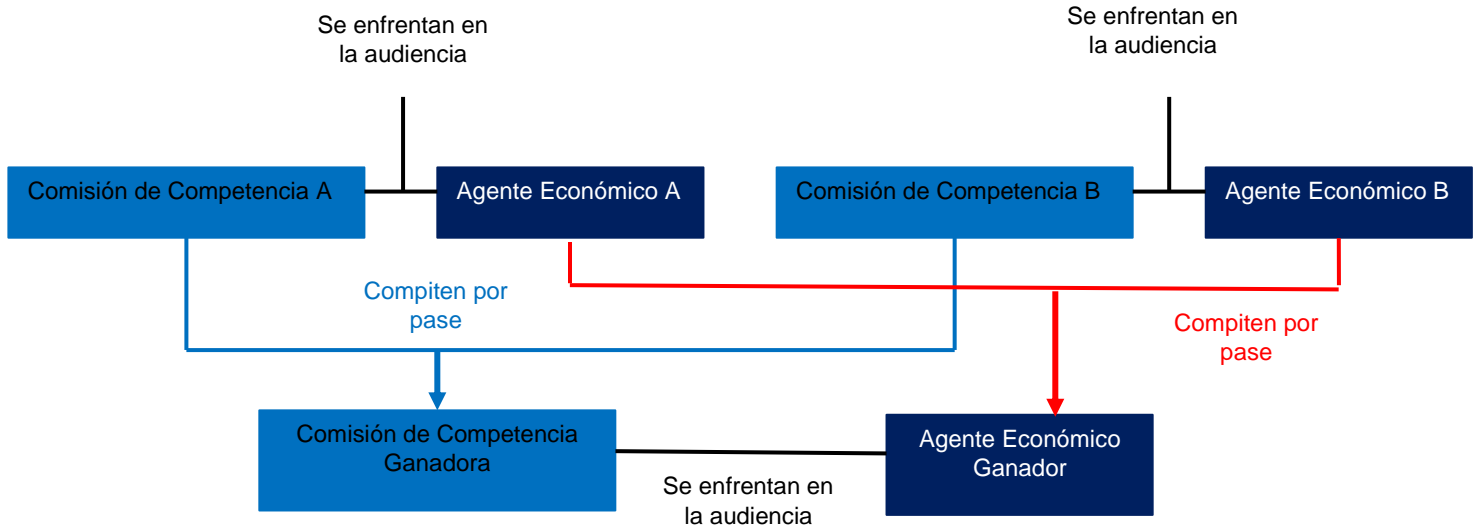 Se enfrentan en
la audiencia
Se enfrentan en
la audiencia
Comisión de Competencia A
Agente Económico A
Comisión de Competencia B
Agente Económico B
Compiten por
pase
Compiten por
pase
Comisión de Competencia
Ganadora
Agente Económico
Ganador
Se enfrentan en
la audiencia